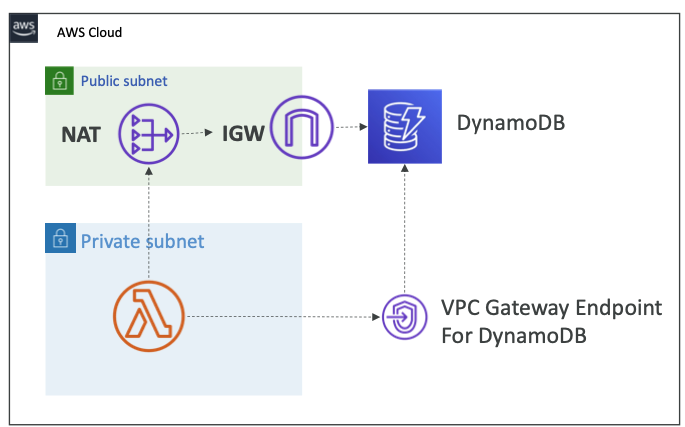 aws
AWS Cloud
Public subnet
NAT
IGW
DynamoDB
Private subnet
VPC Gateway Endpoint
For DynamoDB